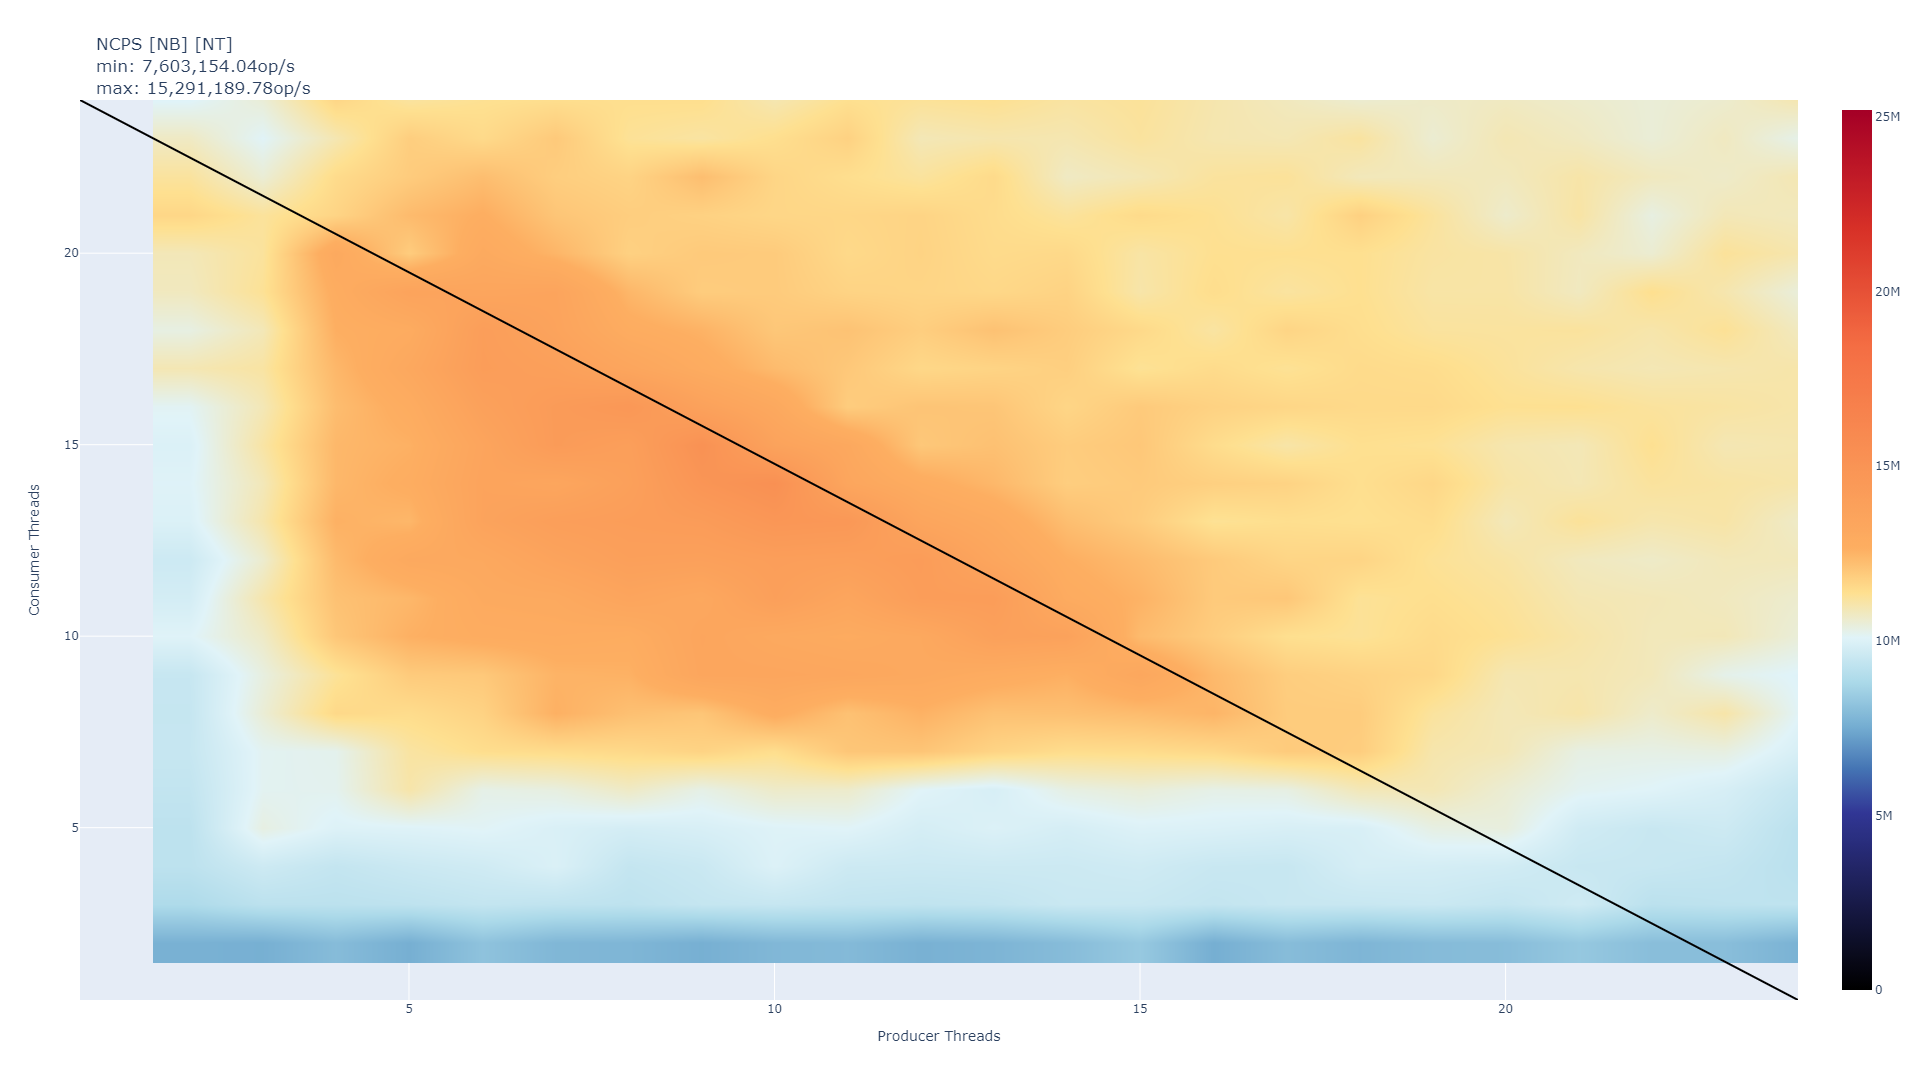 NCPS [NB] [NT]
min: 7,603,154.04op/s
max: 15,291,189.78op/s
25M
20M
15M
10M
5M
0
20
15
10
5
Consumer Threads
5
10
15
20
Producer Threads